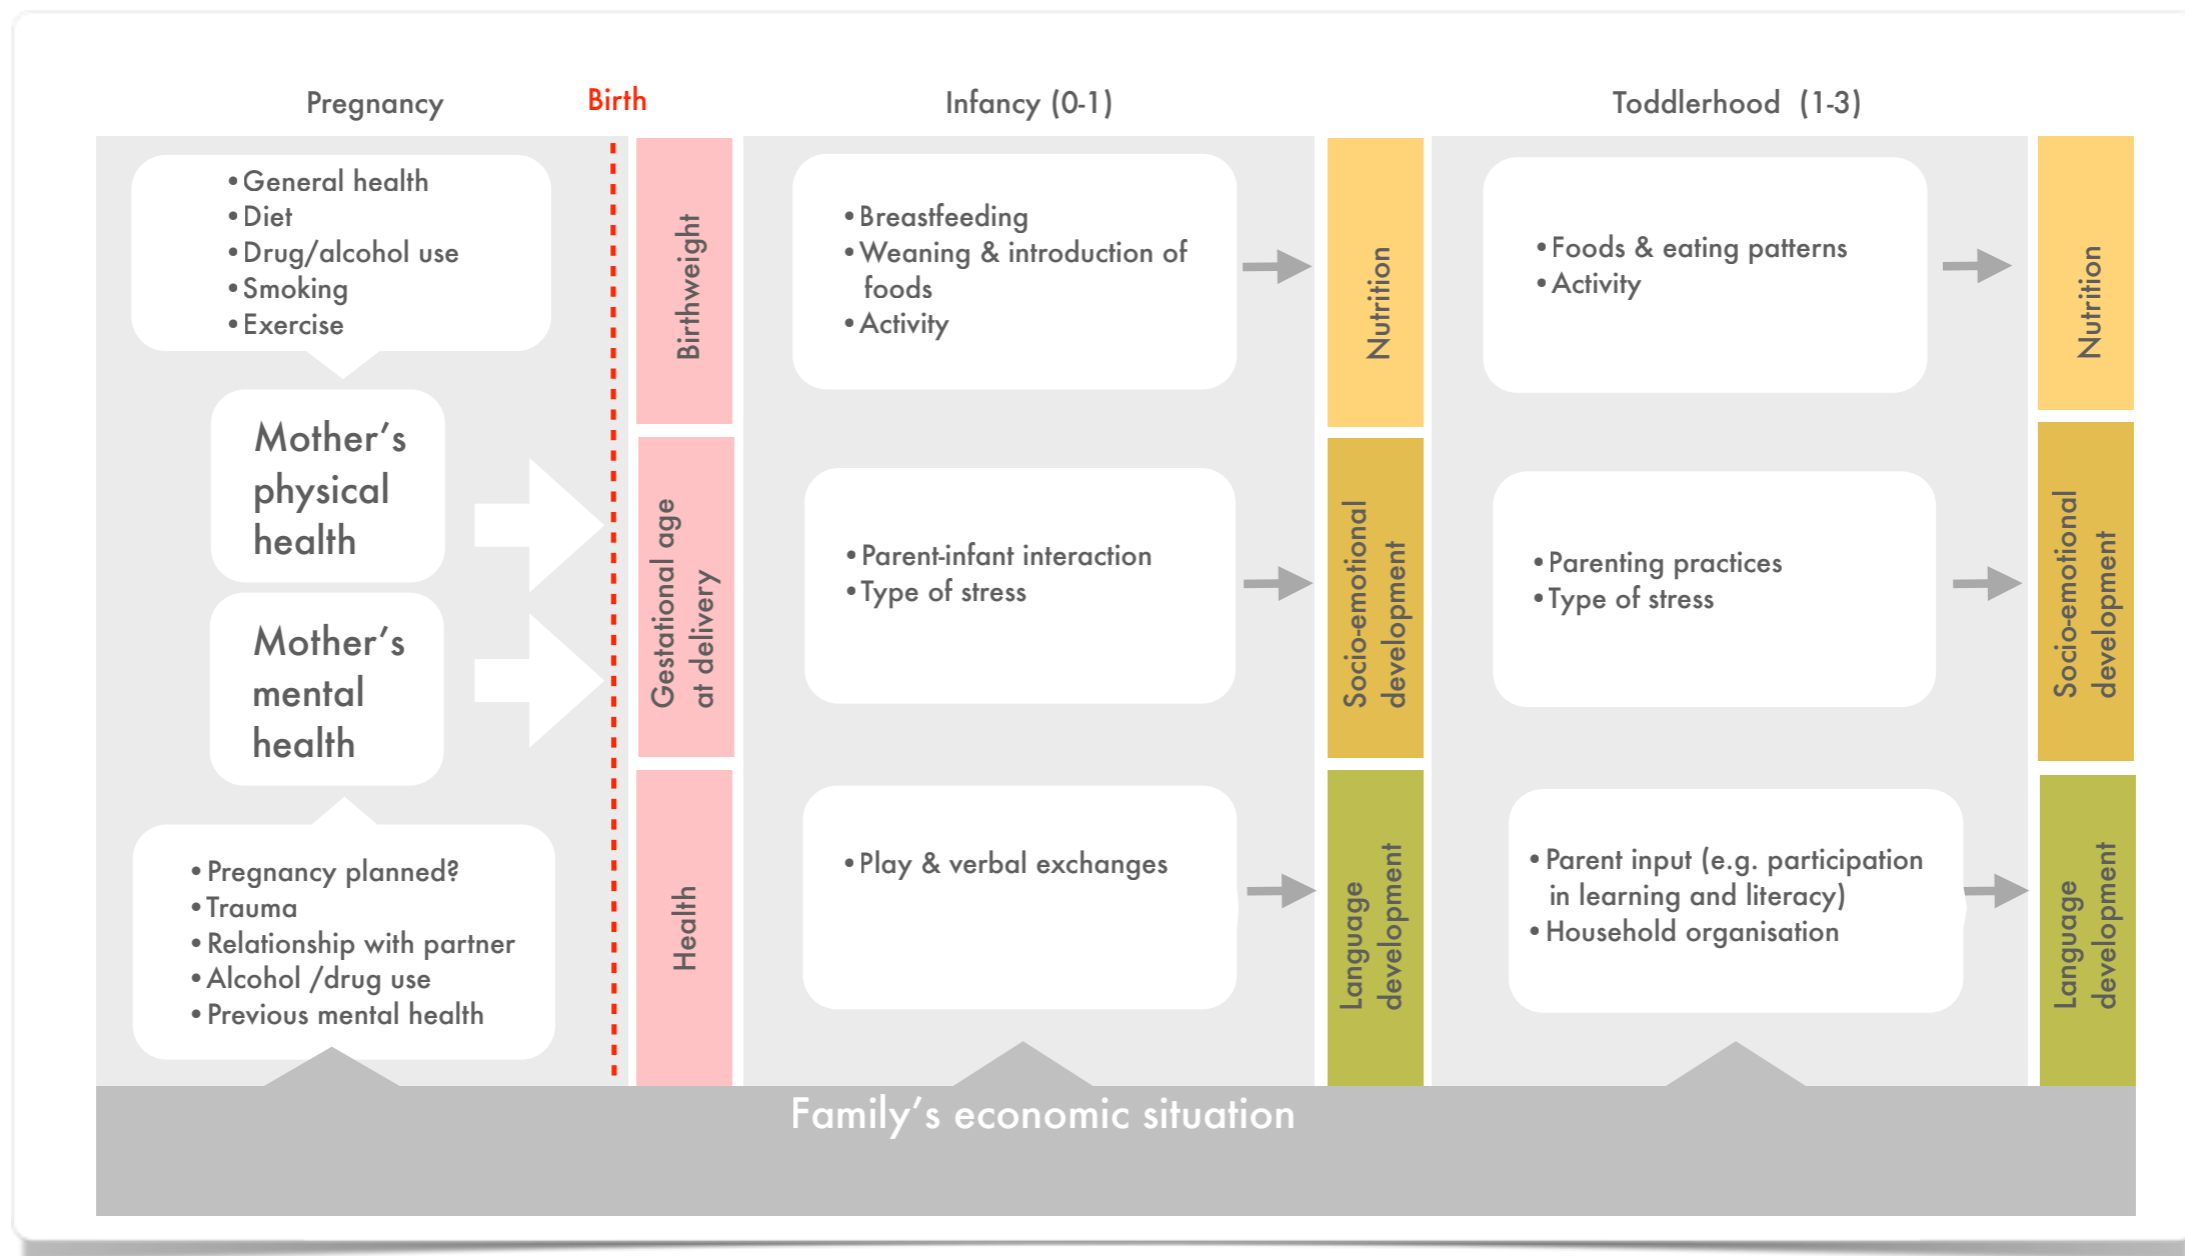 Pregnancy
Birth
Infancy (0-1)
Toddlerhood (1-3)
•General health
•Diet
•Drug/alcohol use
•Smoking
•Exercise
Mother’s
physical
health
Mother’s
mental
health
•Pregnancy planned?
•Trauma
•Relationship with partner
•Alcohol /drug use
•Previous mental health
Birthweight
Gestational age
at delivery
Health
•Breastfeeding
•Weaning & introduction of
foods
•Activity
•Parent-infant interaction
•Type of stress
•Play & verbal exchanges
Nutrition
Socio-emotional
development
Language
development
•Foods & eating patterns
•Activity
•Parenting practices
•Type of stress
•Parent input (e.g. participation
in learning and literacy)
•Household organisation
Nutrition
Socio-emotional
development
Language
development
Family’s economic situation